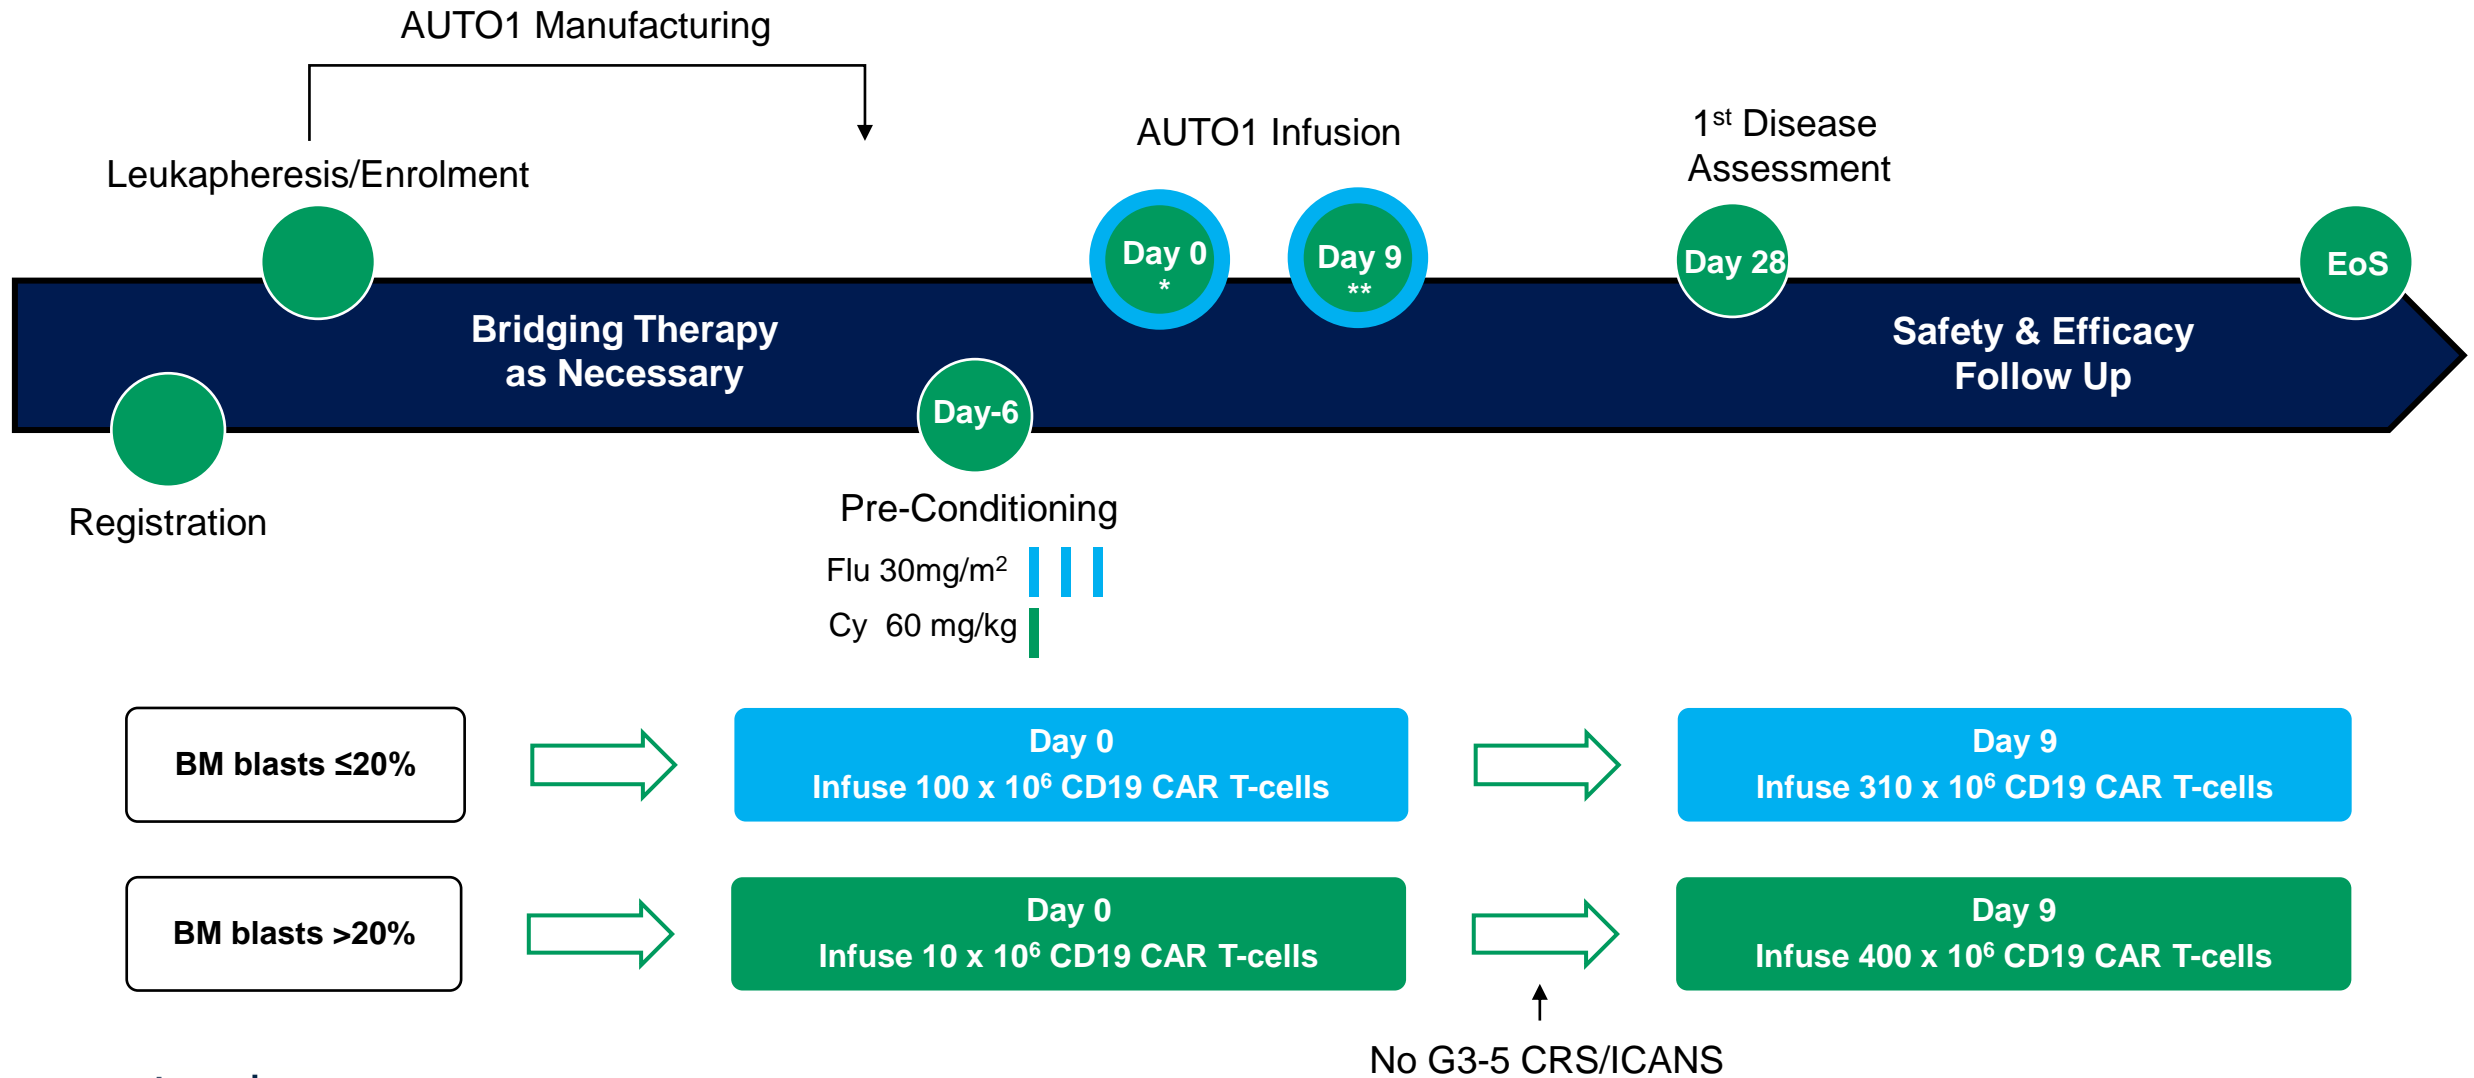 AUTO1 Manufacturing
Leukapheresis/Enrolment
AUTO1 Infusion
1st Disease
Assessment
Day 0
*
Day 9
**
Day 28
EoS
Bridging Therapy
as Necessary
Safety & Efficacy
Follow Up
Day-6
Registration
Pre-Conditioning
Flu 30mg/m²
Cy 60 mg/kg
BM blasts ≤20%
Day 0
Infuse 100 x 10⁶ CD19 CAR T-cells
Day 9
Infuse 310 x 10⁶ CD19 CAR T-cells
BM blasts >20%
Day 0
Infuse 10 x 10⁶ CD19 CAR T-cells
Day 9
Infuse 400 x 10⁶ CD19 CAR T-cells
No G3-5 CRS/ICANS